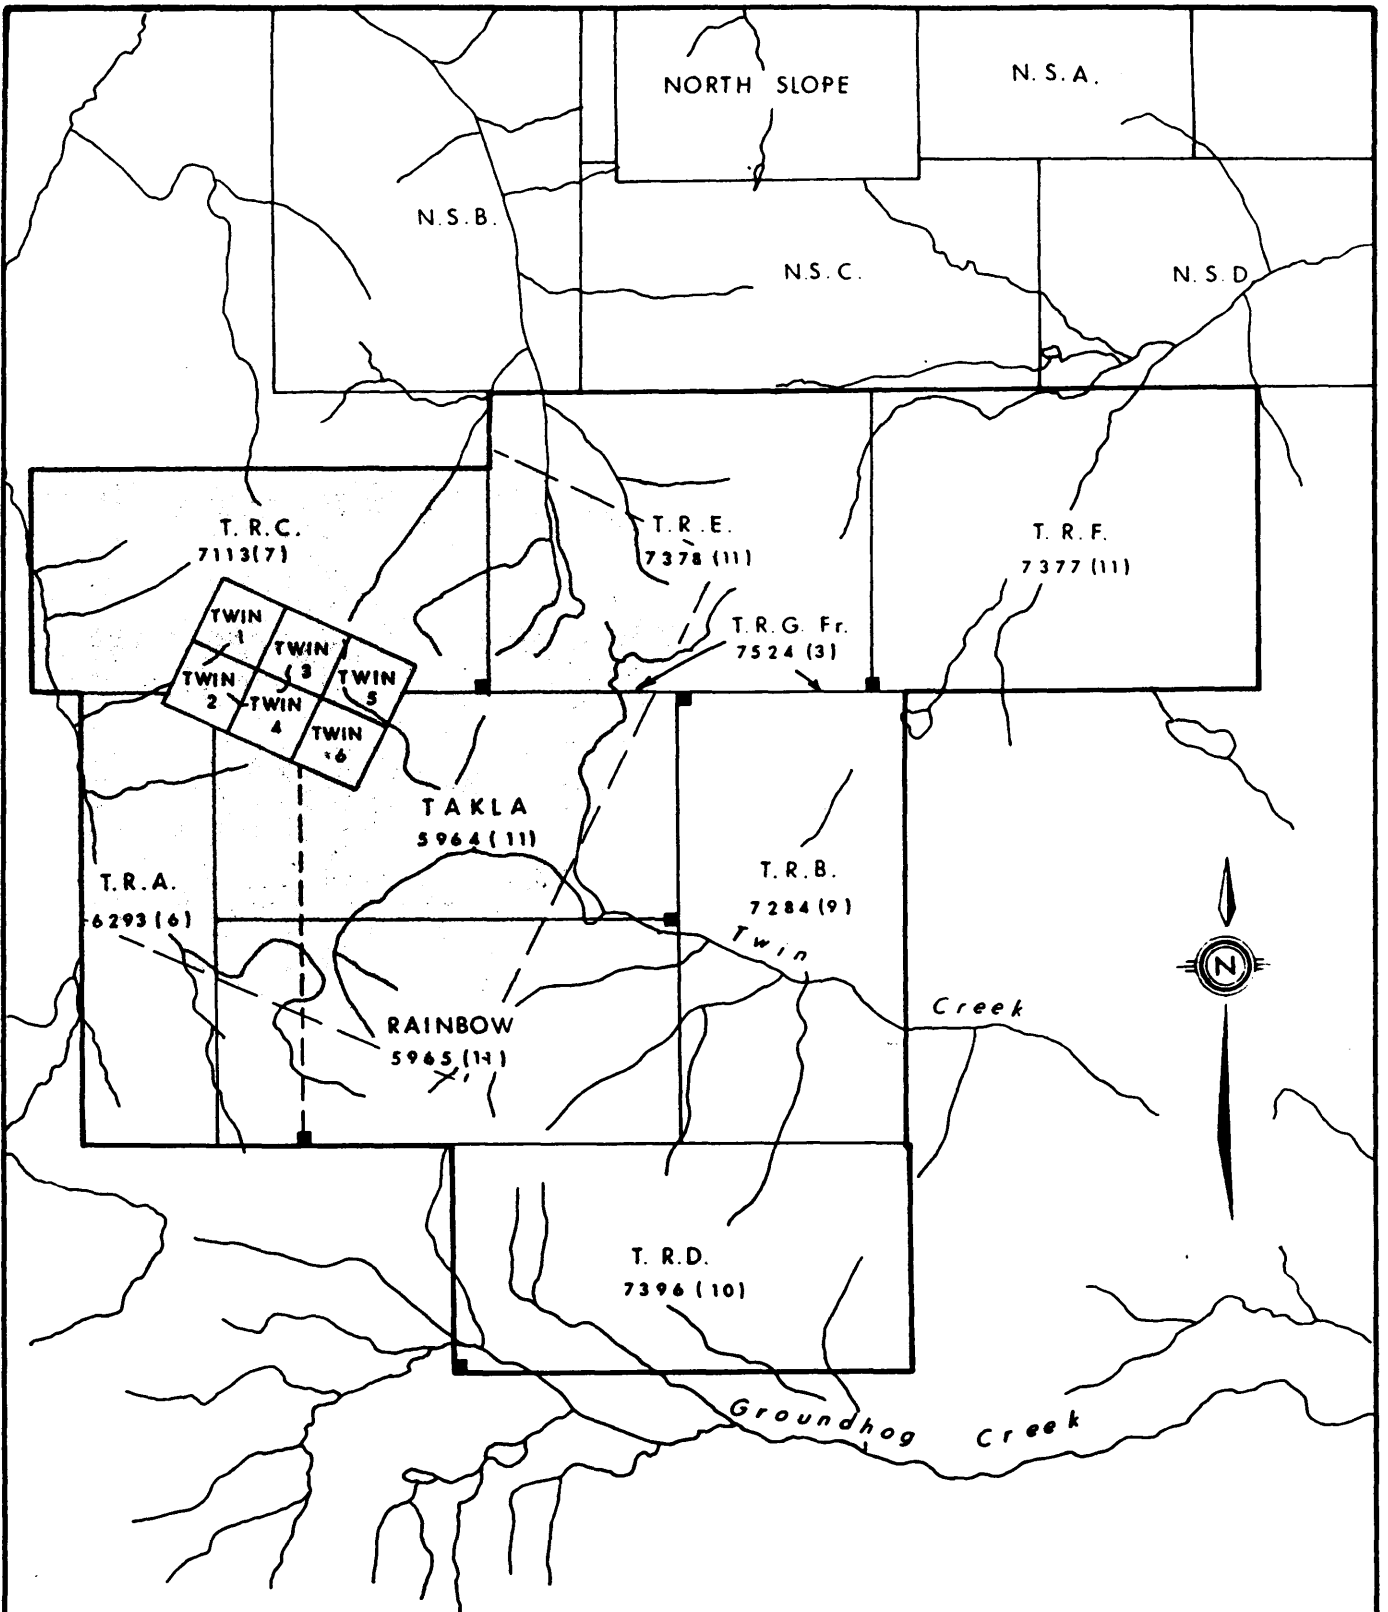 NORTH SLOPE
N.S.A.
N.S.B.
N.S.C.
N.S.D
T.R.C.
7113(7)
T.R.E.
7378 (11)
T.R.F.
7377 (11)
TWIN
1
TWIN
3
TWIN
5
TWIN
2
TWIN
4
TWIN
6
T.R.G. Fr.
7524 (3)
TAKLA
5964 (11)
T.R.A.
6293 (6)
T.R.B.
7284 (9)
Twin
Creek
N
RAINBOW
5965 (11)
T.R.D.
7396 (10)
Groundhog Creek